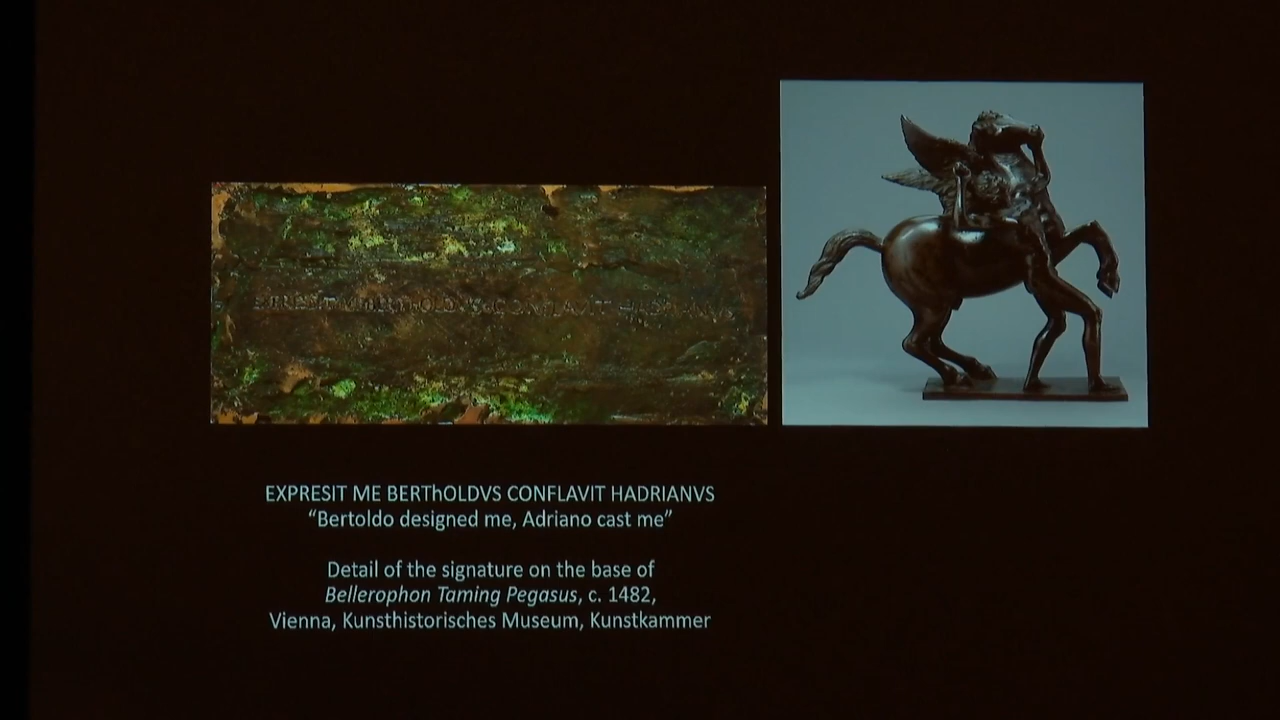 EXPRESIT ME BERThOLDVS CONFLAVIT HADRIANVS
“Bertoldo designed me, Adriano cast me”
Detail of the signature on the base of
Bellerophon Taming Pegasus, c. 1482,
Vienna, Kunsthistorisches Museum, Kunstkammer